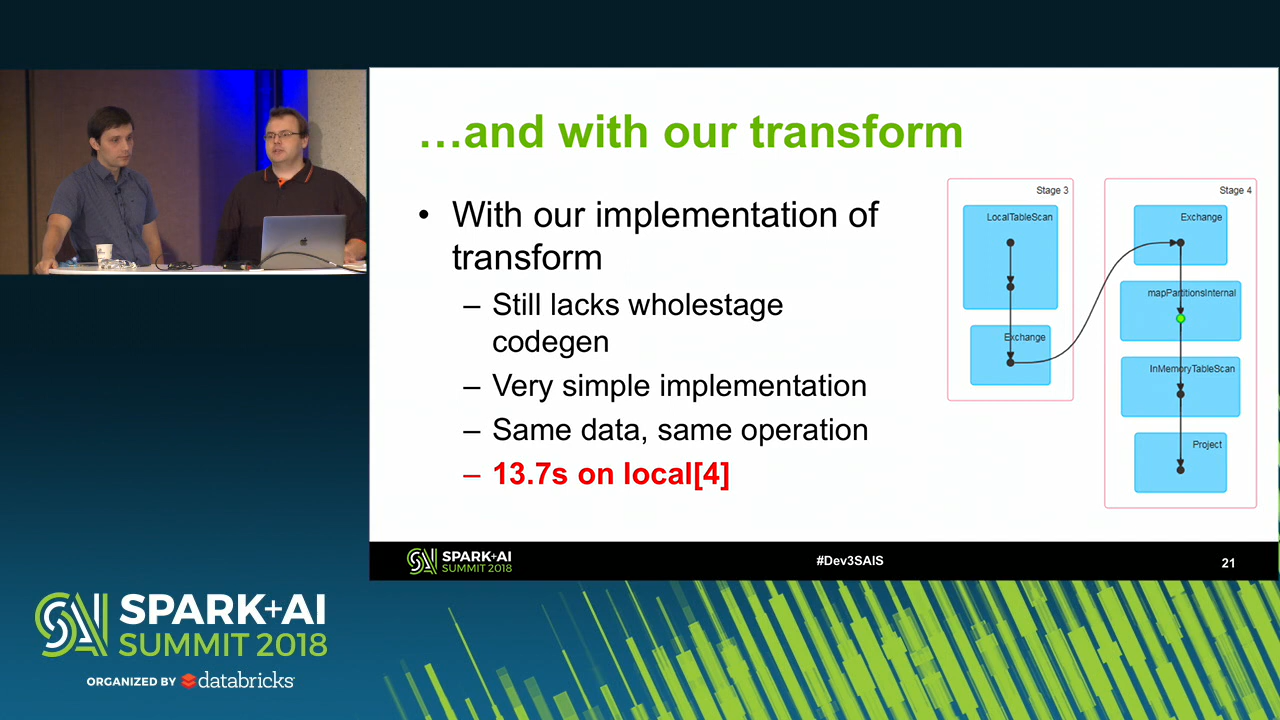 …and with our transform
• With our implementation of
transform
– Still lacks wholestage
codegen
– Very simple implementation
– Same data, same operation
– 13.7s on local[4]
Stage 3
LocalTableScan
Exchange
Stage 4
Exchange
mapPartitionsInternal
InMemoryTableScan
Project
SPARK+AI
SUMMIT 2018
#Dev3SAIS
21
SPARK+AI
SUMMIT 2018
ORGANIZED BY databricks